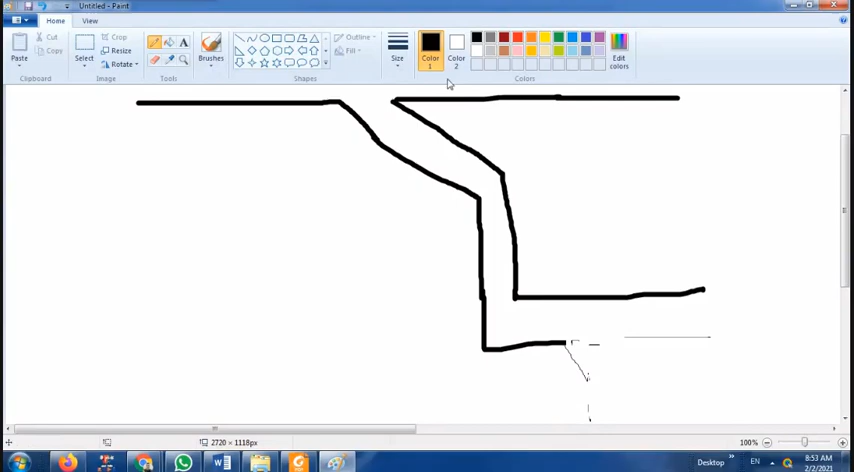 Untitled - Paint
Home View
Paste
Cut
Copy
Clipboard
Select
Crop
Resize
Rotate
Image
Tools
Brushes
Shapes
Outline
Fill
Size
Color 1
Color 2
Colors
Edit colors
2720 × 1118px
100%
Desktop
EN
8:53 AM
2/2/2021